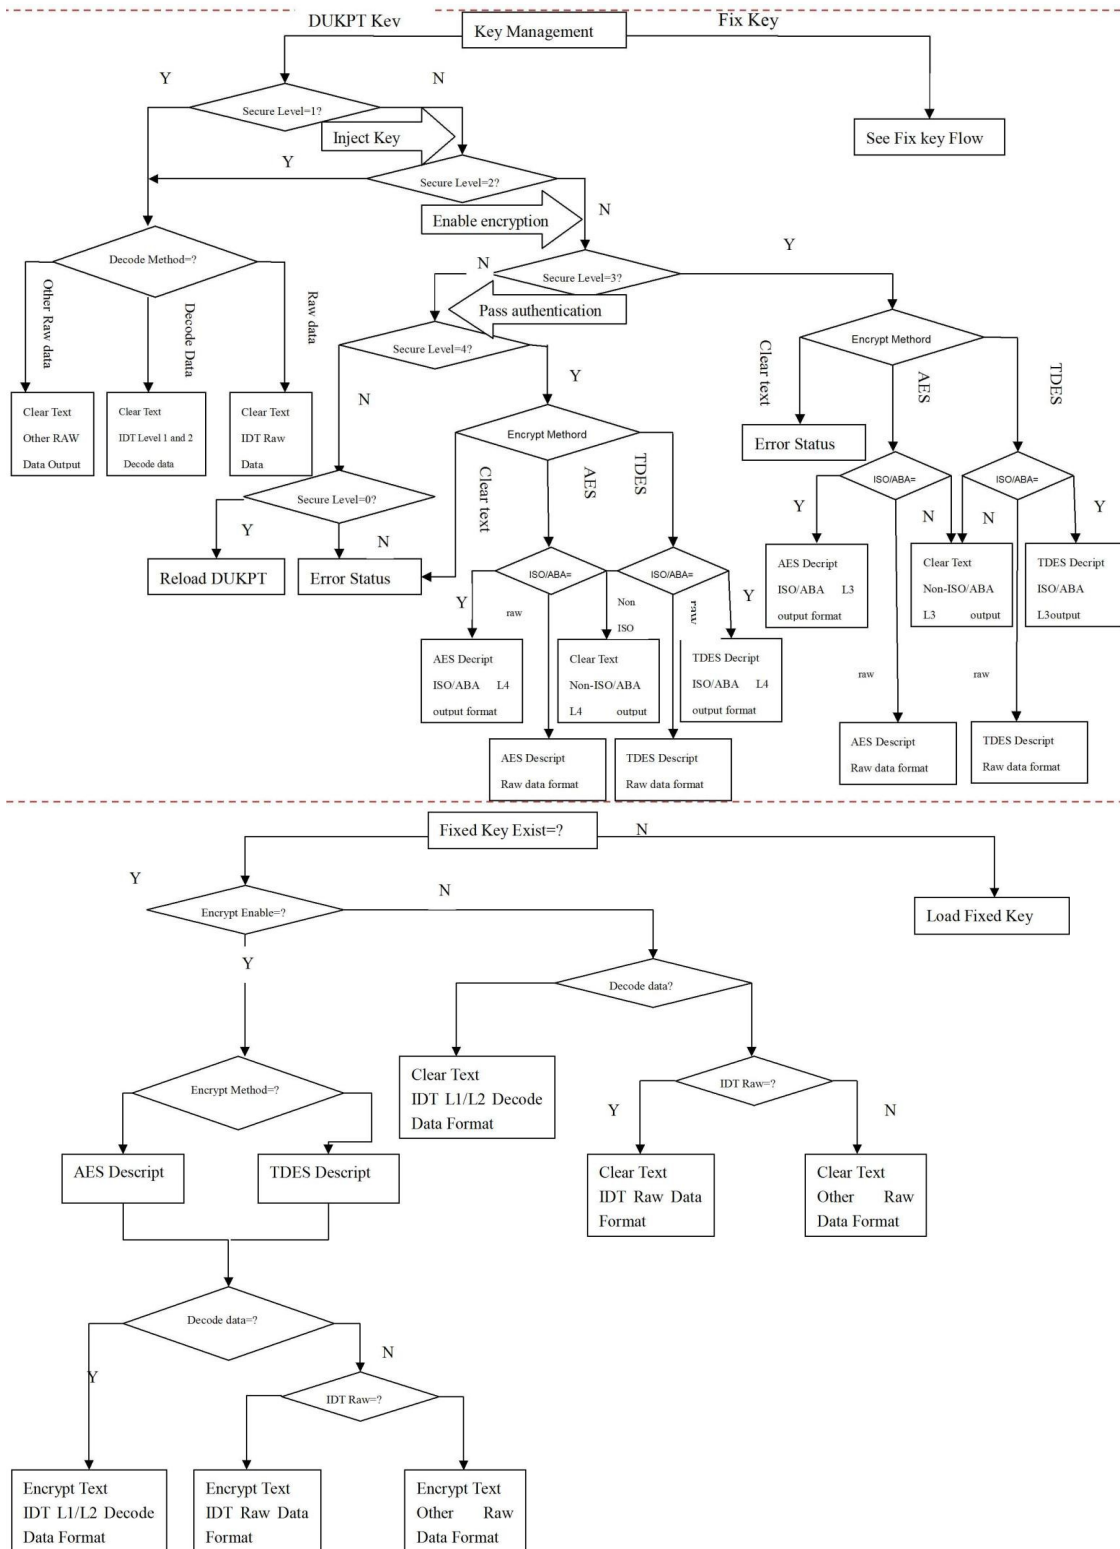 DUKPT Kev
Fix Key
Key Management
Y
N
Secure Level=1?
Inject Key
See Fix key Flow
Y
Secure Level=2?
N
Enable encryption
Y
Decode Method=?
N
Secure Level=3?
Other Raw data
Decode Data
Raw data
Pass authentication
Secure Level=4?
Encrypt Methord
Clear text
AES
TDES
N
Y
Clear Text
Other RAW
Data Output
Clear Text
IDT Level 1 and 2
Decode data
Clear Text
IDT Raw
Data
Encrypt Methord
Error Status
Clear text
AES
TDES
Secure Level=0?
ISO/ABA=
ISO/ABA=
Y
N
Y
N
N
Y
Reload DUKPT
Error Status
ISO/ABA=
ISO/ABA=
AES Decript
ISO/ABA L3
output format
Clear Text
Non-ISO/ABA
L3 output
TDES Decript
ISO/ABA
L3output
Y
raw
Non
ISO
raw
Y
AES Decript
ISO/ABA L4
output format
Clear Text
Non-ISO/ABA
L4 output
TDES Decript
ISO/ABA L4
output format
raw
raw
AES Descript
Raw data format
TDES Descript
Raw data format
AES Descript
Raw data format
TDES Descript
Raw data format
Fixed Key Exist=?
N
Y
Encrypt Enable=?
N
Load Fixed Key
Y
Decode data?
Encrypt Method=?
Clear Text
IDT L1/L2 Decode
Data Format
IDT Raw=?
Y
N
AES Descript
TDES Descript
Clear Text
IDT Raw Data
Format
Clear Text
Other Raw
Data Format
Decode data=?
Y
N
IDT Raw=?
Encrypt Text
IDT L1/L2 Decode
Data Format
Encrypt Text
IDT Raw Data
Format
Encrypt Text
Other Raw
Data Format